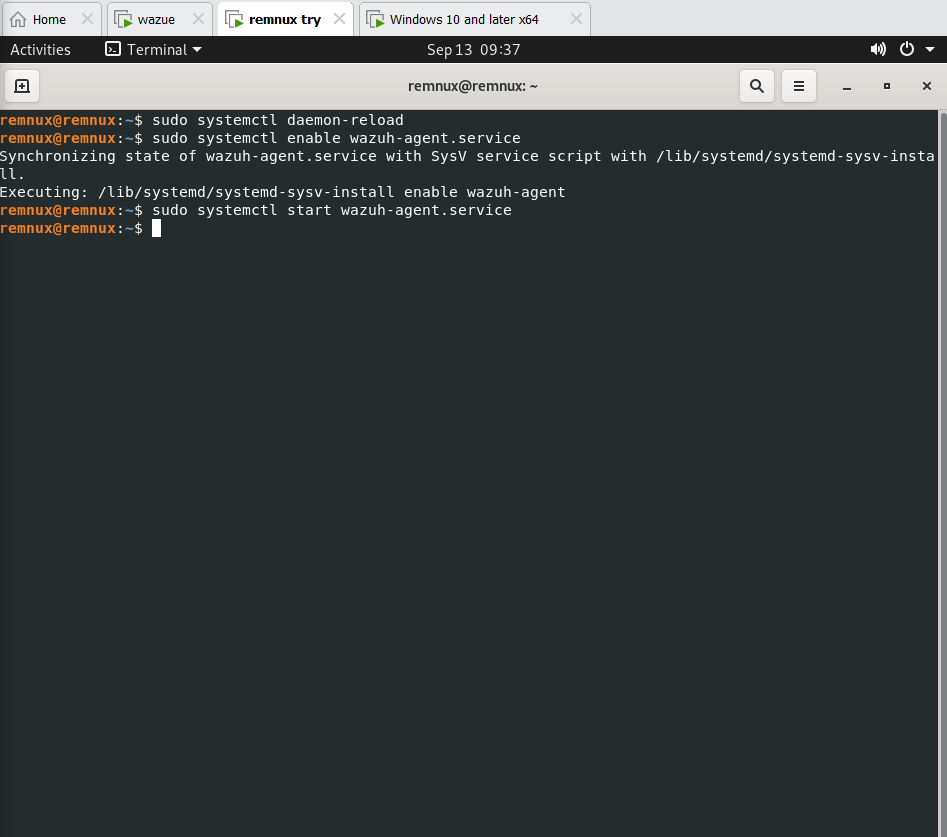 Home
wazue
remnux try
Windows 10 and later x64
Activities
Terminal
Sep 13 09:37
remnux@remnux: ~
remnux@remnux:~$ sudo systemctl daemon-reload
remnux@remnux:~$ sudo systemctl enable wazuh-agent.service
Synchronizing state of wazuh-agent.service with SysV service script with /lib/systemd/systemd-sysv-insta
ll.
Executing: /lib/systemd/systemd-sysv-install enable wazuh-agent
remnux@remnux:~$ sudo systemctl start wazuh-agent.service
remnux@remnux:~$